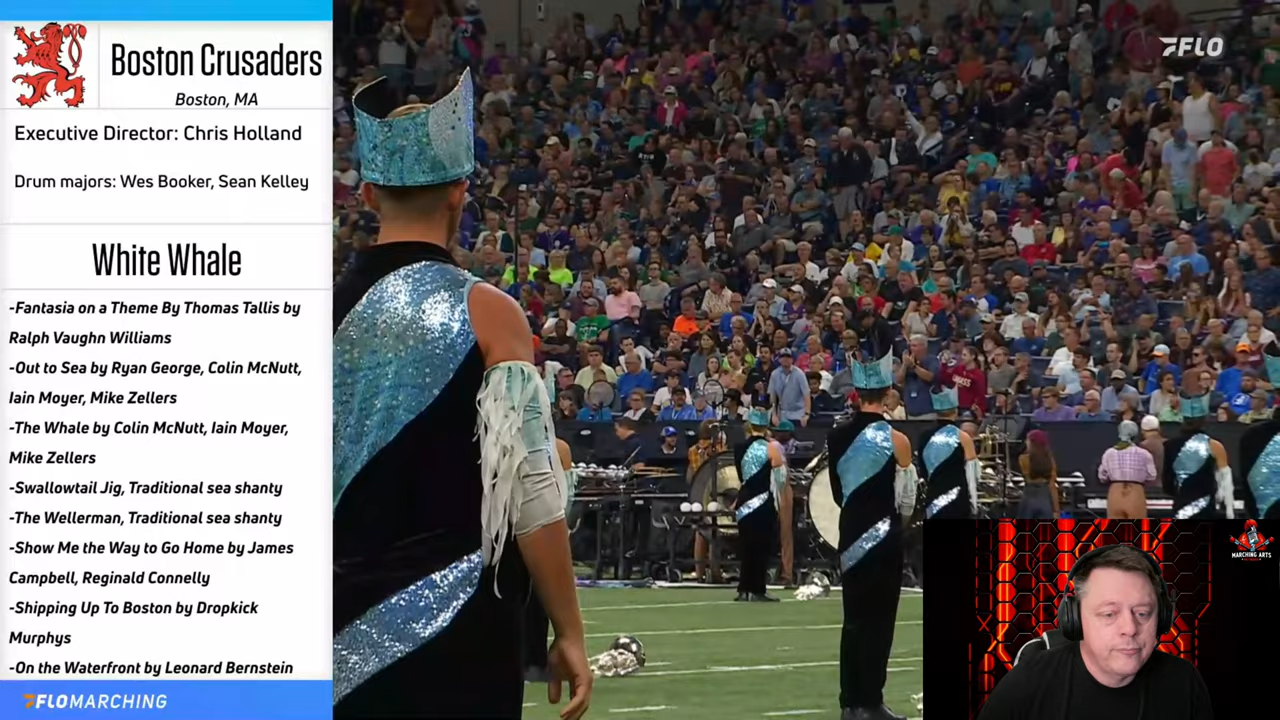 Boston Crusaders
Boston, MA
Executive Director: Chris Holland
Drum majors: Wes Booker, Sean Kelley
White Whale
-Fantasia on a Theme By Thomas Tallis by
Ralph Vaughn Williams
-Out to Sea by Ryan George, Colin McNutt,
Iain Moyer, Mike Zellers
-The Whale by Colin McNutt, Iain Moyer,
Mike Zellers
-Swallowtail Jig, Traditional sea shanty
-The Wellerman, Traditional sea shanty
-Show Me the Way to Go Home by James
Campbell, Reginald Connelly
-Shipping Up To Boston by Dropkick
Murphys
-On the Waterfront by Leonard Bernstein
FLOMARCHING
FLO
MARCHING ARTS